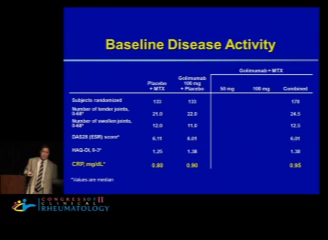 Baseline Disease Activity
Golimumab + MTX
Placebo + MTX
Golimumab 100 mg + Placebo
50 mg
100 mg
Combined
Subjects randomized 133 133 178
Number of tender joints, 0-68* 21.0 22.0 24.5
Number of swollen joints, 0-66* 12.0 11.0 12.5
DAS28 (ESR) score* 6.11 6.01 6.01
HAQ-DI, 0-3* 1.25 1.38 1.38
CRP, mg/dL* 0.80 0.90 0.95
*Values are median
CONGRESS OF
CLINICAL
RHEUMATOLOGY